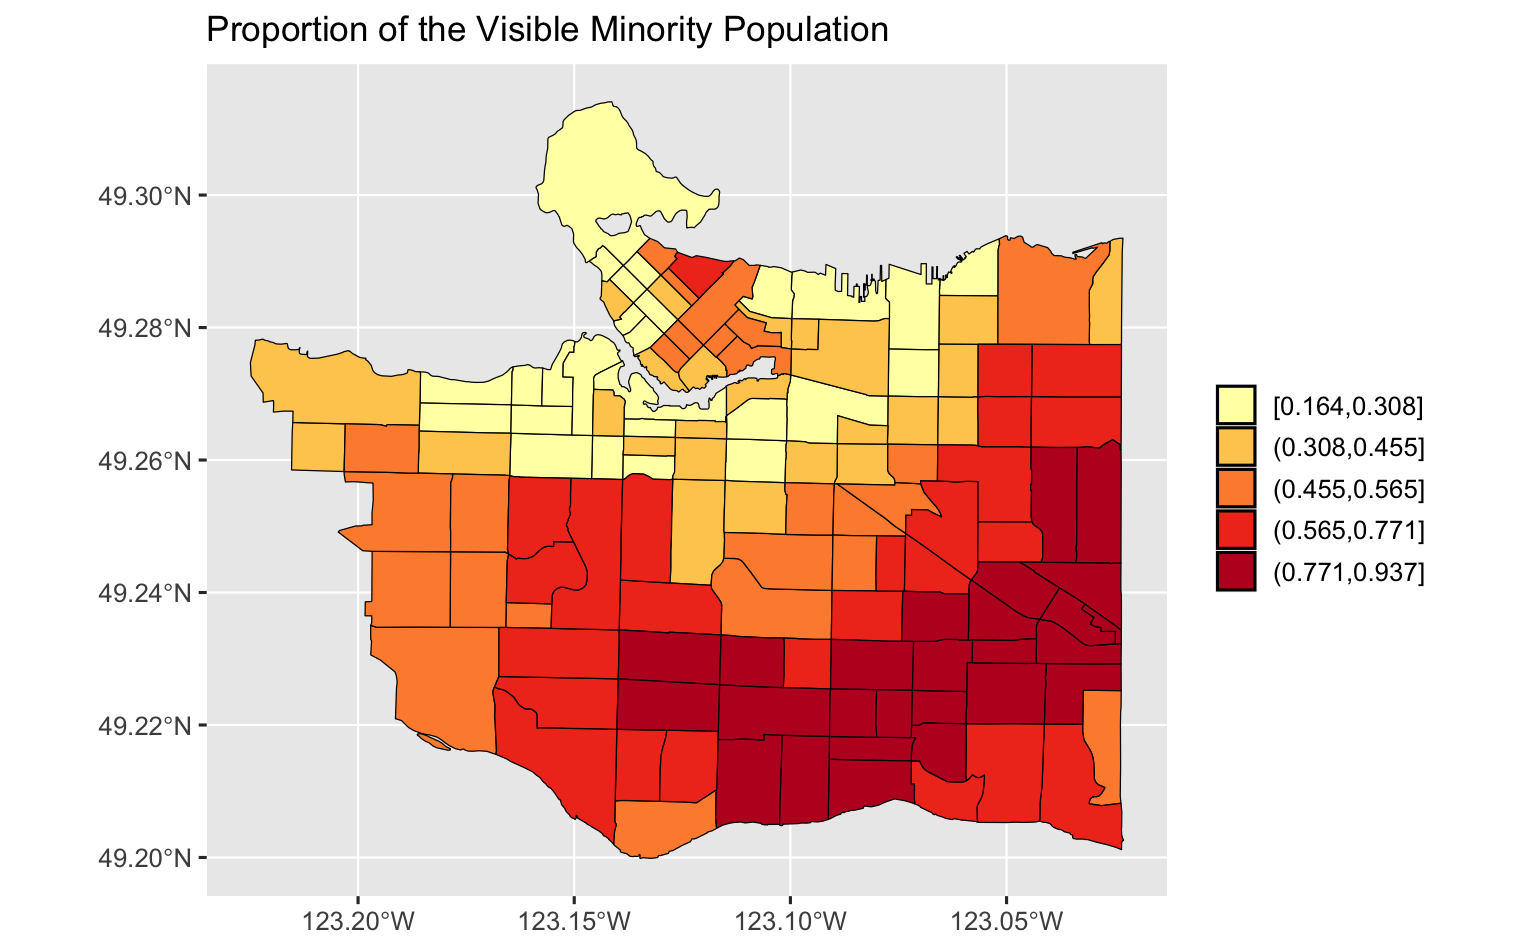 Proportion of the Visible Minority Population
49.30°N
49.28°N
49.26°N
49.24°N
49.22°N
49.20°N
123.20°W
123.15°W
123.10°W
123.05°W
[0.164,0.308]
(0.308,0.455]
(0.455,0.565]
(0.565,0.771]
(0.771,0.937]